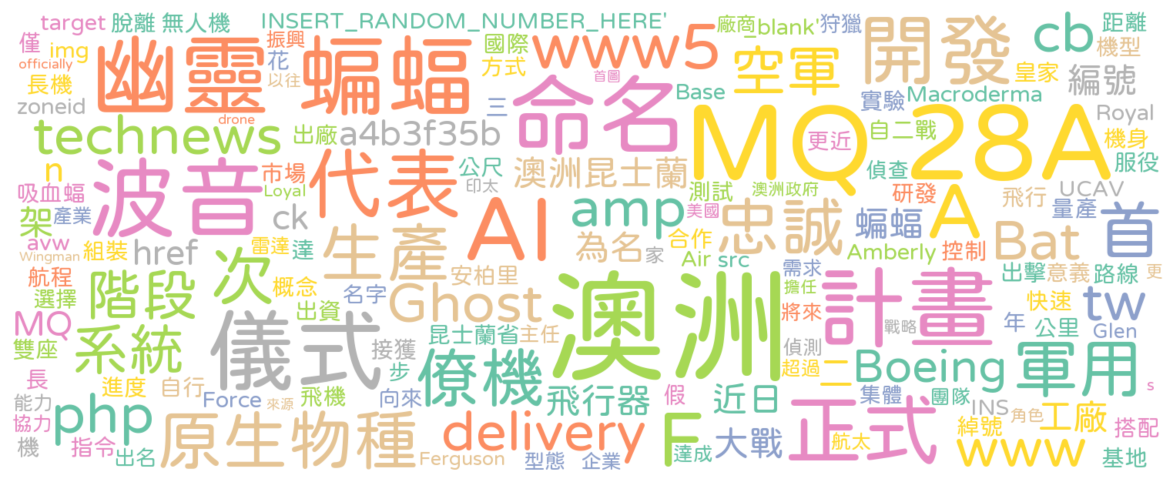 target 脫離 無人機 INSERT_RANDOM_NUMBER_HERE'
僅 img 振興 國際 廠商 blank' 狩獵 距離
officially 花 www5 空軍 開發 cb 機型
長機 幽靈 蝙蝠 以往 方式 首圖 命名 Base 皇家 編號
zoneid drone 三 實驗 Macroderma Royal
technews 出廠 a4b3f35b MQ 28A 更近 自二戰 機身
n 波音 市場 代表 公尺 澳洲昆士蘭 偵查 服役
吸血蝠 Loyal 印太 測試 澳洲政府 研發 飛行 UCAV
架 產業 ck AI amp 美國 忠誠 蝙蝠 A 量產 首
avw 組裝 href 雷達 達 生產 為名 家 合作 Amberly 控制 Bat
Wingman 次 安柏里 Air src 需求 出擊 意義 路線 更
航程 階段 概念 名字 Ghost 澳洲 擔任 計畫 快速 tw
選擇 出資 將來
MQ 系統 儀式 昆士蘭省 主任 戰略 年 公里 Glen
雙座 接獲 僚機 偵測 Boeing 軍用
長 進度 自行 步 超過 二
能力 php Force 飛機 向來 飛行器 假 近日 集體 團隊 s
協力 來源 正式 INS 角色 工廠 搭配
機 指令 出名 原生物種 delivery F 達成 大戰 航太 綽號 www
Ferguson 型態 企業 基地